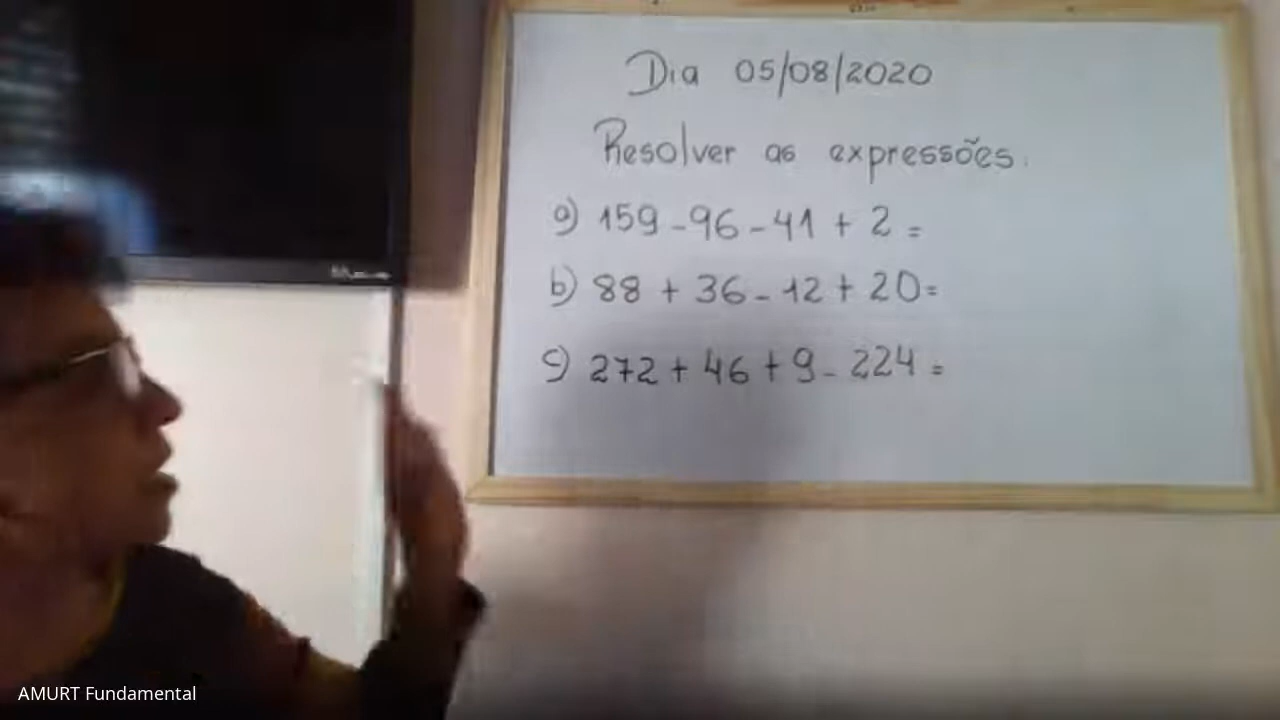 Dia 05/08/2020
Resolver as expressões.
a) 159 - 96 - 41 + 2 =
b) 88 + 36 - 12 + 20 =
c) 272 + 46 + 9 - 224 =
AMURT Fundamental